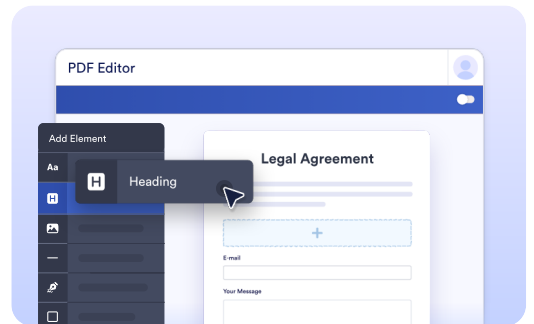 PDF Editor
Add Element
Aa
H
H
Heading
Legal Agreement
+
E-mail
Your Message